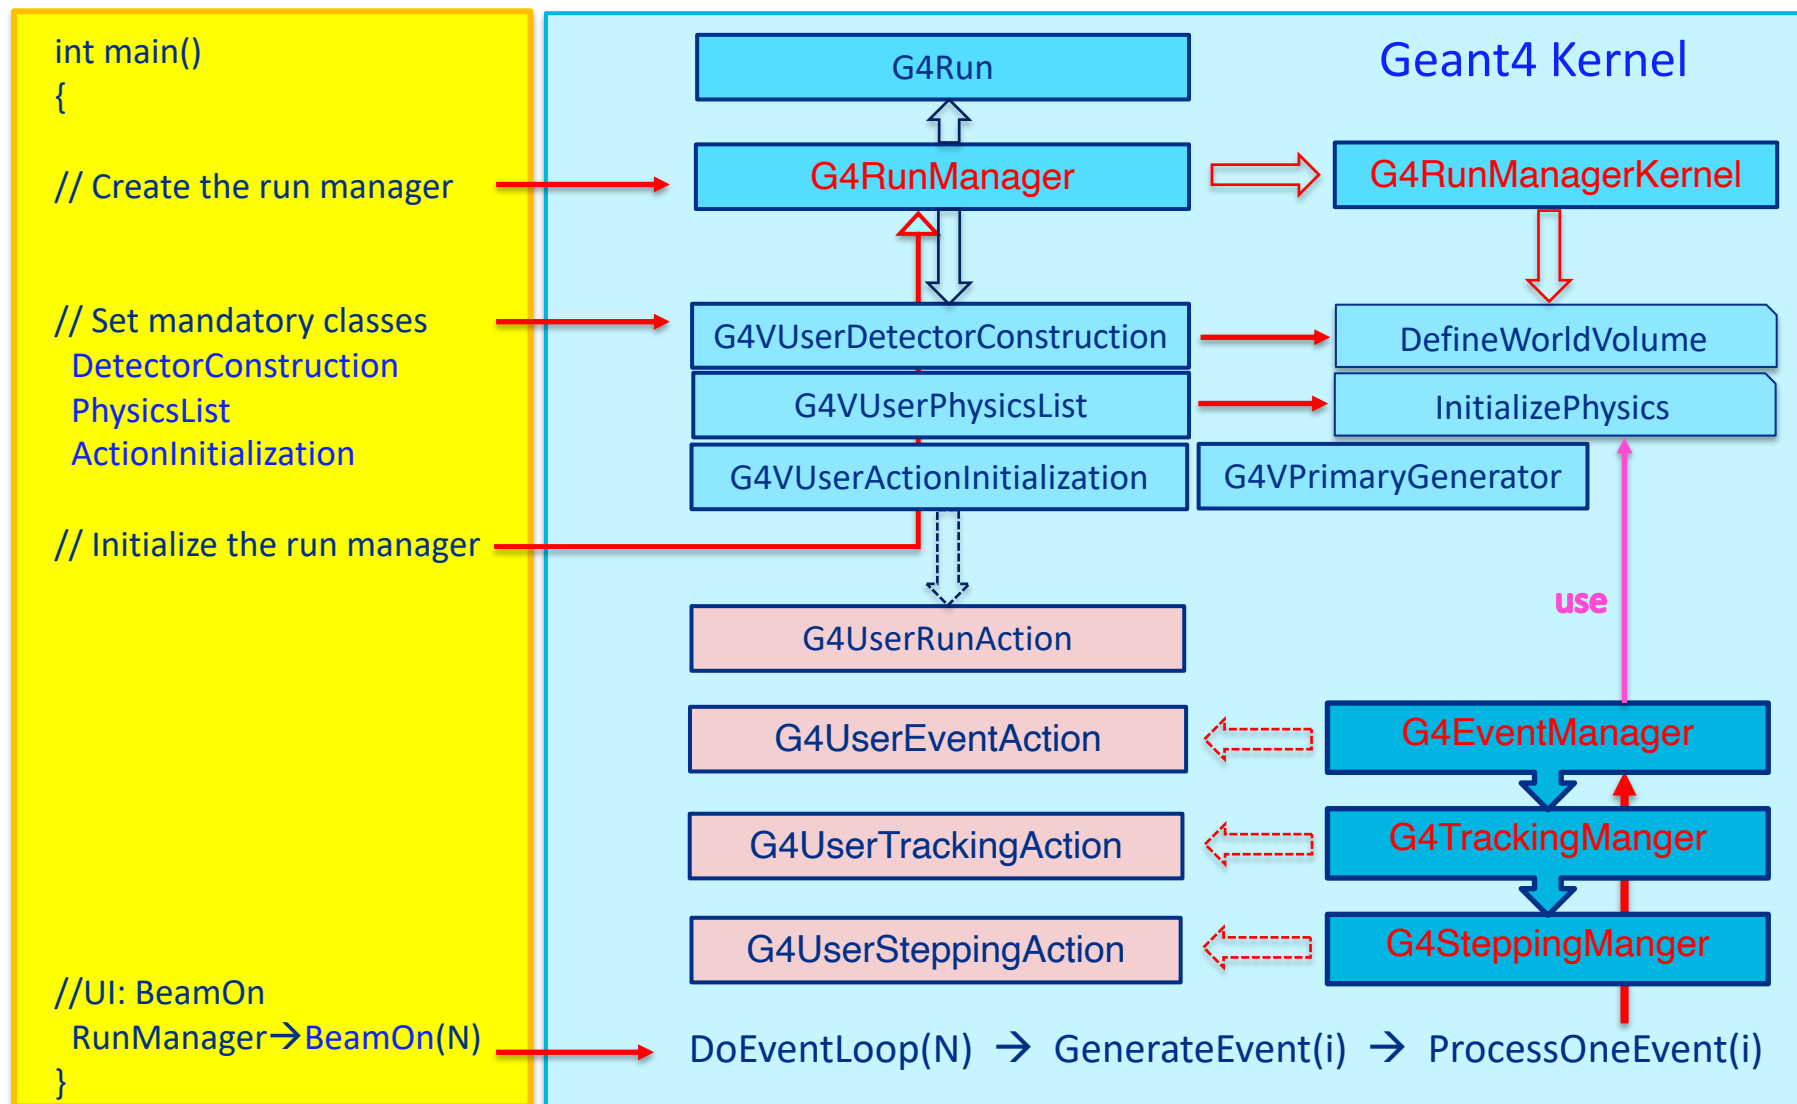 int main()
{
// Create the run manager
// Set mandatory classes
DetectorConstruction
PhysicsList
ActionInitialization
// Initialize the run manager
//UI: BeamOn
RunManager→BeamOn(N)
}
Geant4 Kernel
G4Run
G4RunManager
G4RunManagerKernel
G4VUserDetectorConstruction
DefineWorldVolume
G4VUserPhysicsList
InitializePhysics
G4VUserActionInitialization
G4VPrimaryGenerator
use
G4UserRunAction
G4UserEventAction
G4EventManager
G4UserTrackingAction
G4TrackingManger
G4UserSteppingAction
G4SteppingManger
DoEventLoop(N) → GenerateEvent(i) → ProcessOneEvent(i)